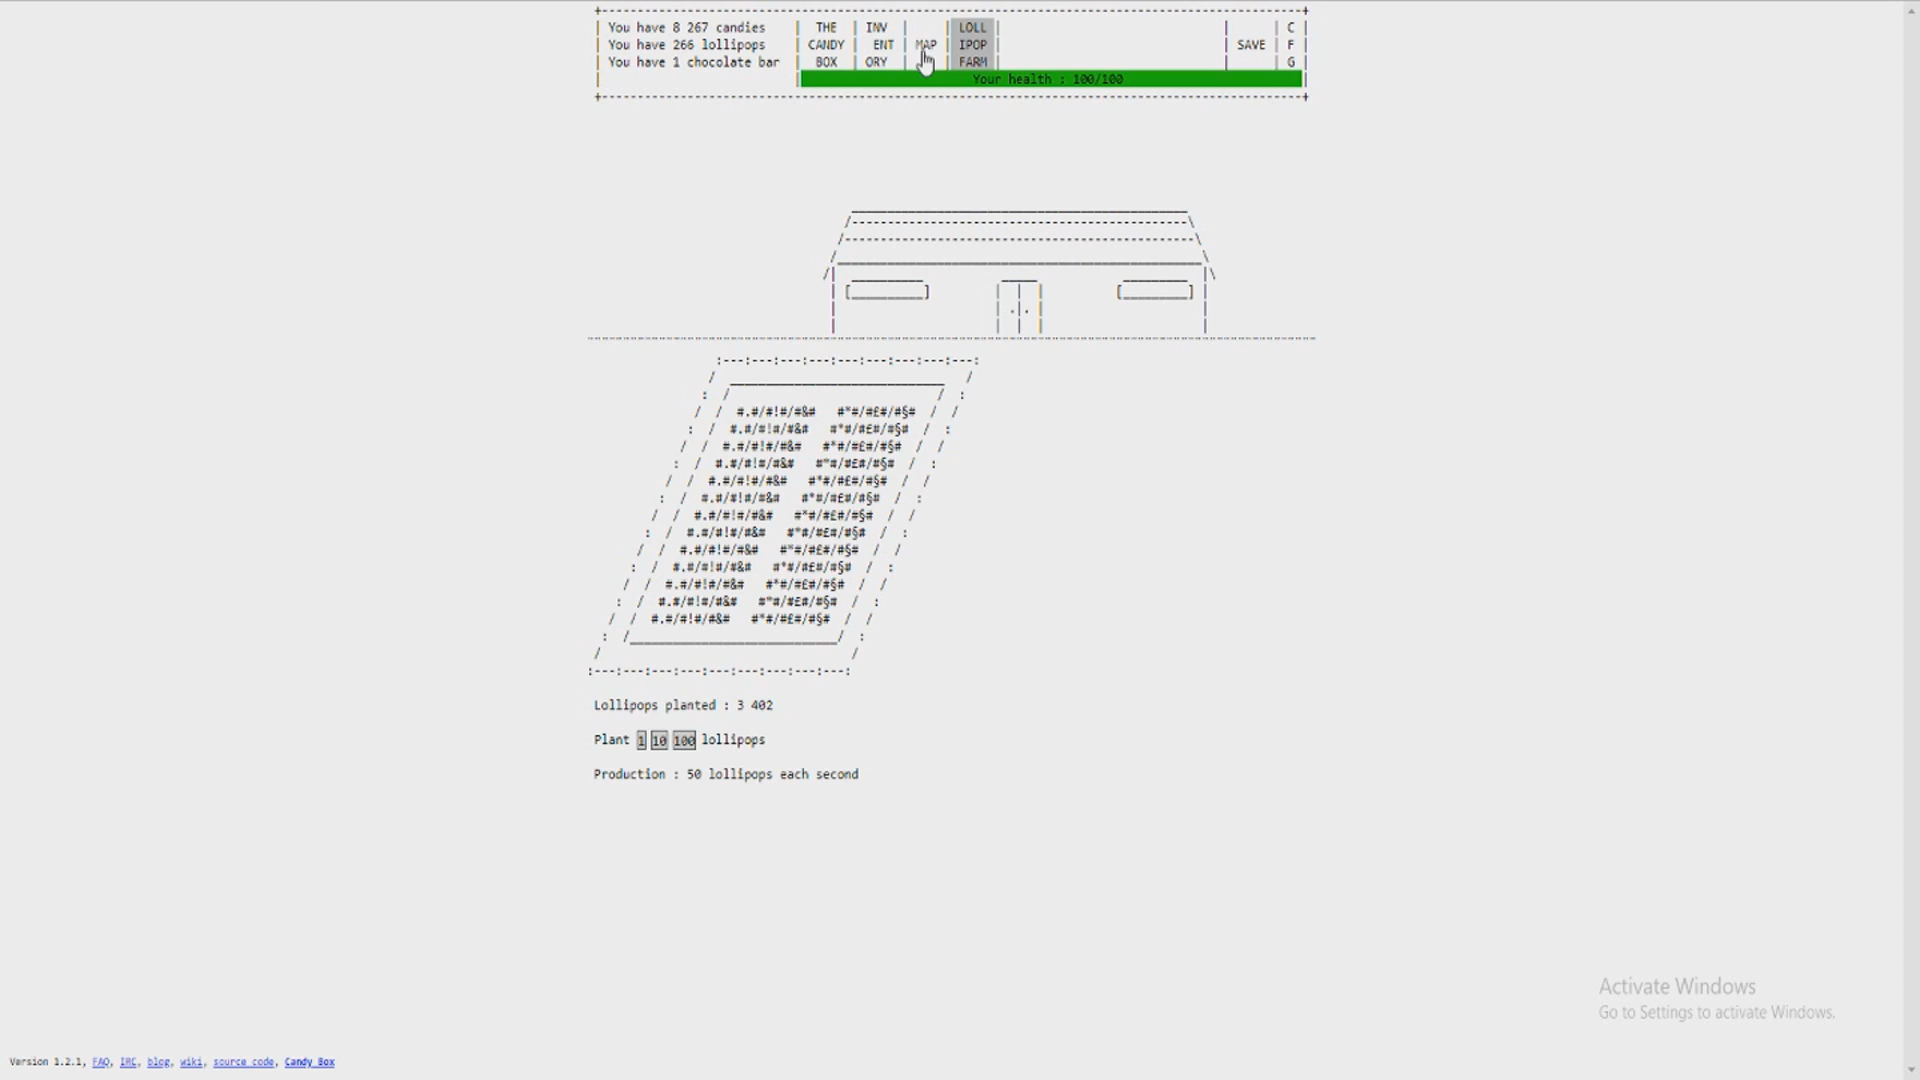 You have 8 267 candies | THE | INV | | LOLL | | | C
You have 266 lollipops | CANDY | ENT | MAP | IPOP | | SAVE | F
You have 1 chocolate bar | BOX | ORY | | FARM | | | G
Your health : 100/100
#.#/#!#/#&# #*#/#£#/#§#
#.#/#!#/#&# #*#/#£#/#§#
#.#/#!#/#&# #*#/#£#/#§#
#.#/#!#/#&# #*#/#£#/#§#
#.#/#!#/#&# #*#/#£#/#§#
#.#/#!#/#&# #*#/#£#/#§#
#.#/#!#/#&# #*#/#£#/#§#
#.#/#!#/#&# #*#/#£#/#§#
#.#/#!#/#&# #*#/#£#/#§#
#.#/#!#/#&# #*#/#£#/#§#
#.#/#!#/#&# #*#/#£#/#§#
#.#/#!#/#&# #*#/#£#/#§#
#.#/#!#/#&# #*#/#£#/#§#
Lollipops planted : 3 402
Plant 1 10 100 lollipops
Production : 50 lollipops each second
Activate Windows
Go to Settings to activate Windows.
Version 1.2.1, FAQ, IRC, blog, wiki, source code, Candy Box